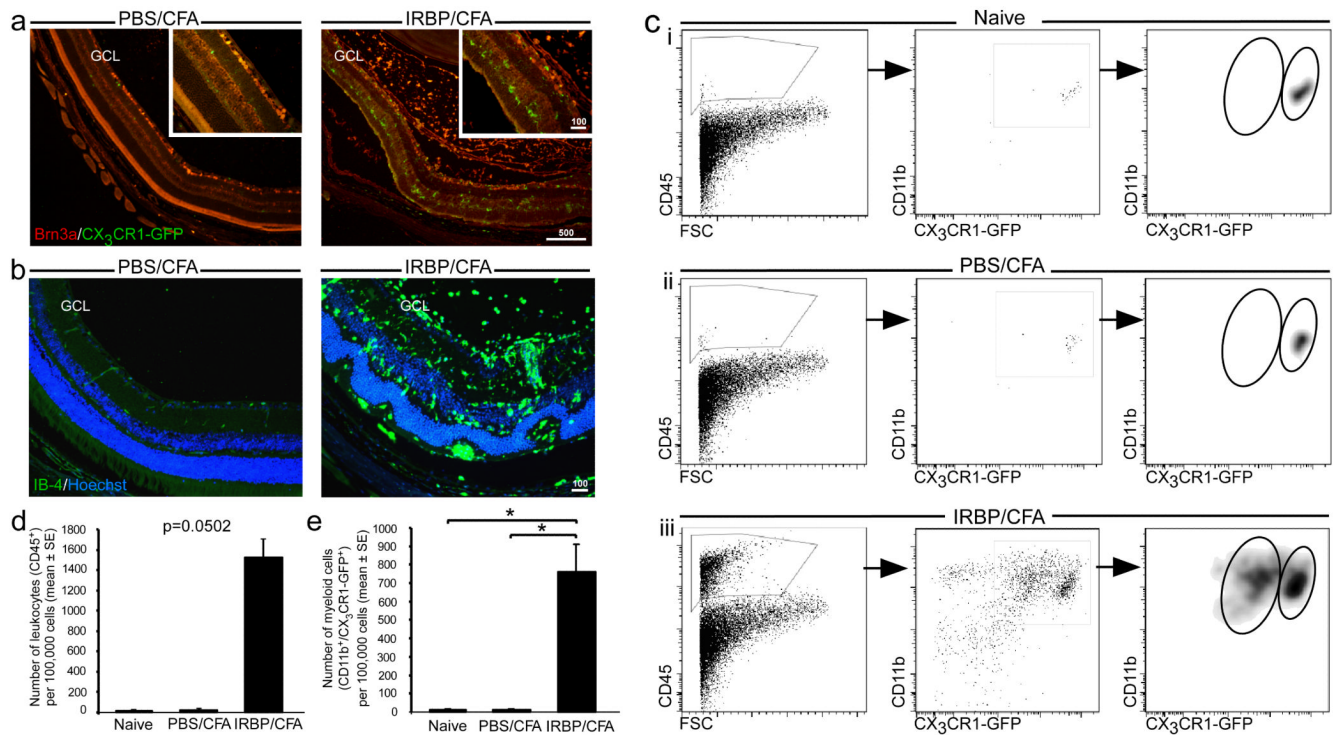 a
PBS/CFA
IRBP/CFA
GCL
GCL
100
500
Brn3a/CX3CR1-GFP
b
PBS/CFA
IRBP/CFA
GCL
GCL
100
IB-4/Hoechst
c
Naive
i
CD45
FSC
CD11b
CX3CR1-GFP
CD11b
CX3CR1-GFP
PBS/CFA
ii
CD45
FSC
CD11b
CX3CR1-GFP
CD11b
CX3CR1-GFP
IRBP/CFA
iii
CD45
FSC
CD11b
CX3CR1-GFP
CD11b
CX3CR1-GFP
d
p=0.0502
Number of leukocytes (CD45+)
per 100,000 cells (mean ± SE)
1800
1600
1400
1200
1000
800
600
400
200
0
Naive PBS/CFA IRBP/CFA
e
*
*
Number of myeloid cells
(CD11b+/CX3CR1-GFP+)
per 100,000 cells (mean ± SE)
1000
900
800
700
600
500
400
300
200
100
0
Naive PBS/CFA IRBP/CFA